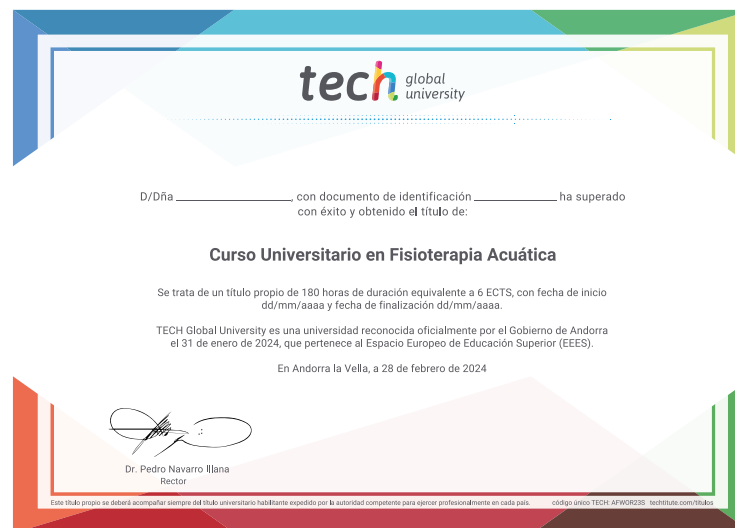 tech global
university
D/Dña ____________________, con documento de identificación ______________ ha superado
con éxito y obtenido el título de:
Curso Universitario en Fisioterapia Acuática
Se trata de un título propio de 180 horas de duración equivalente a 6 ECTS, con fecha de inicio
dd/mm/aaaa y fecha de finalización dd/mm/aaaa.
TECH Global University es una universidad reconocida oficialmente por el Gobierno de Andorra
el 31 de enero de 2024, que pertenece al Espacio Europeo de Educación Superior (EEES).
En Andorra la Vella, a 28 de febrero de 2024
Dr. Pedro Navarro Illana
Rector
Este título propio se deberá acompañar siempre del título universitario habilitante expedido por la autoridad competente para ejercer profesionalmente en cada país. código único TECH: AFWOR23S techtitute.com/titulos